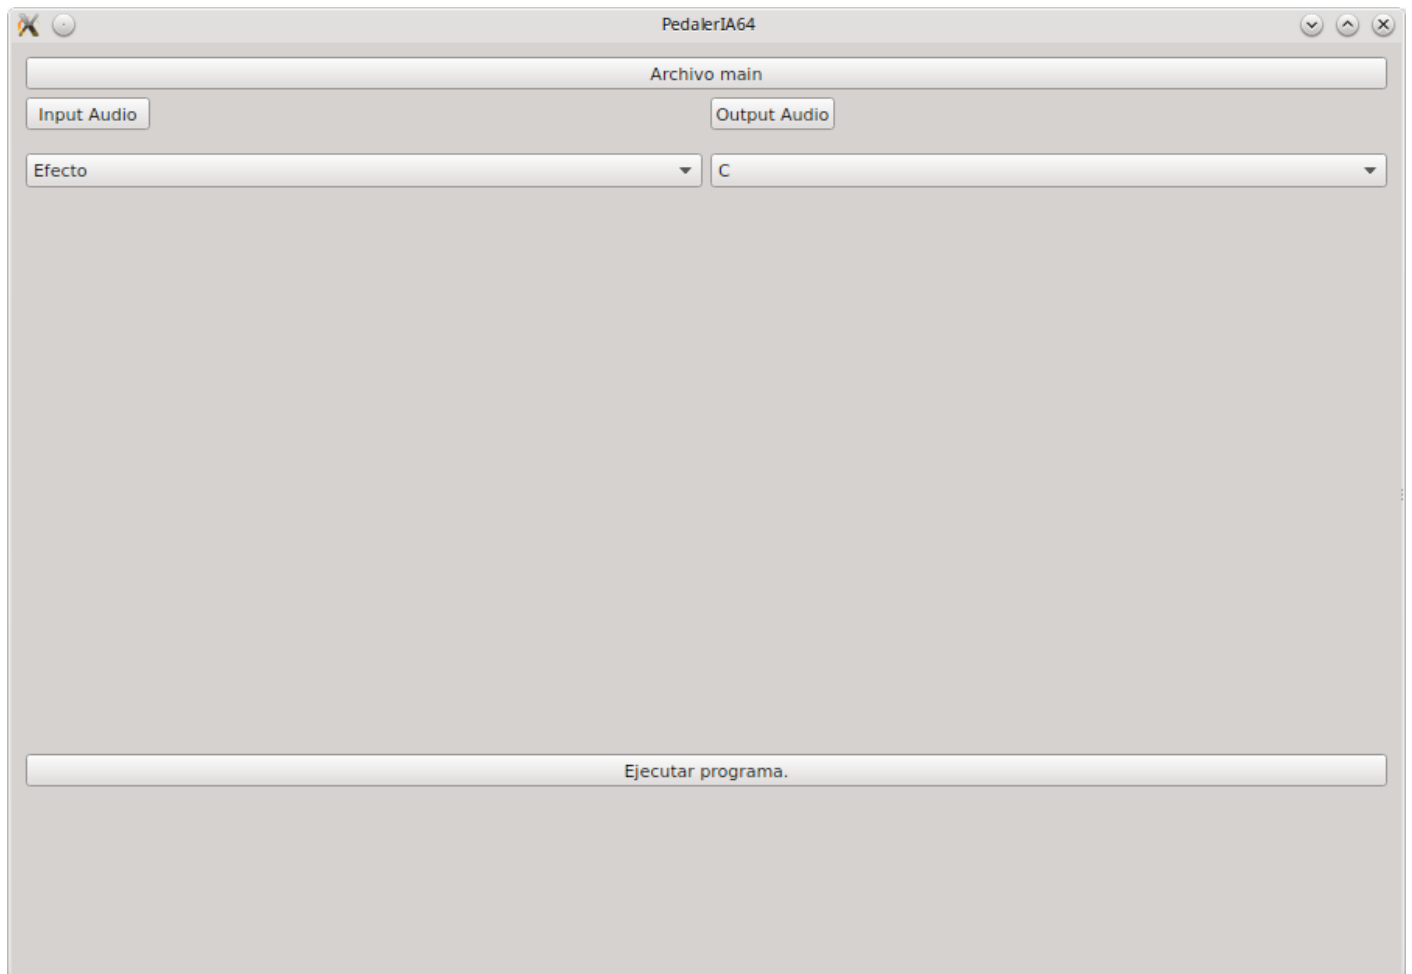 PedalerIA64
Archivo main
Input Audio
Output Audio
Efecto
C
Ejecutar programa.